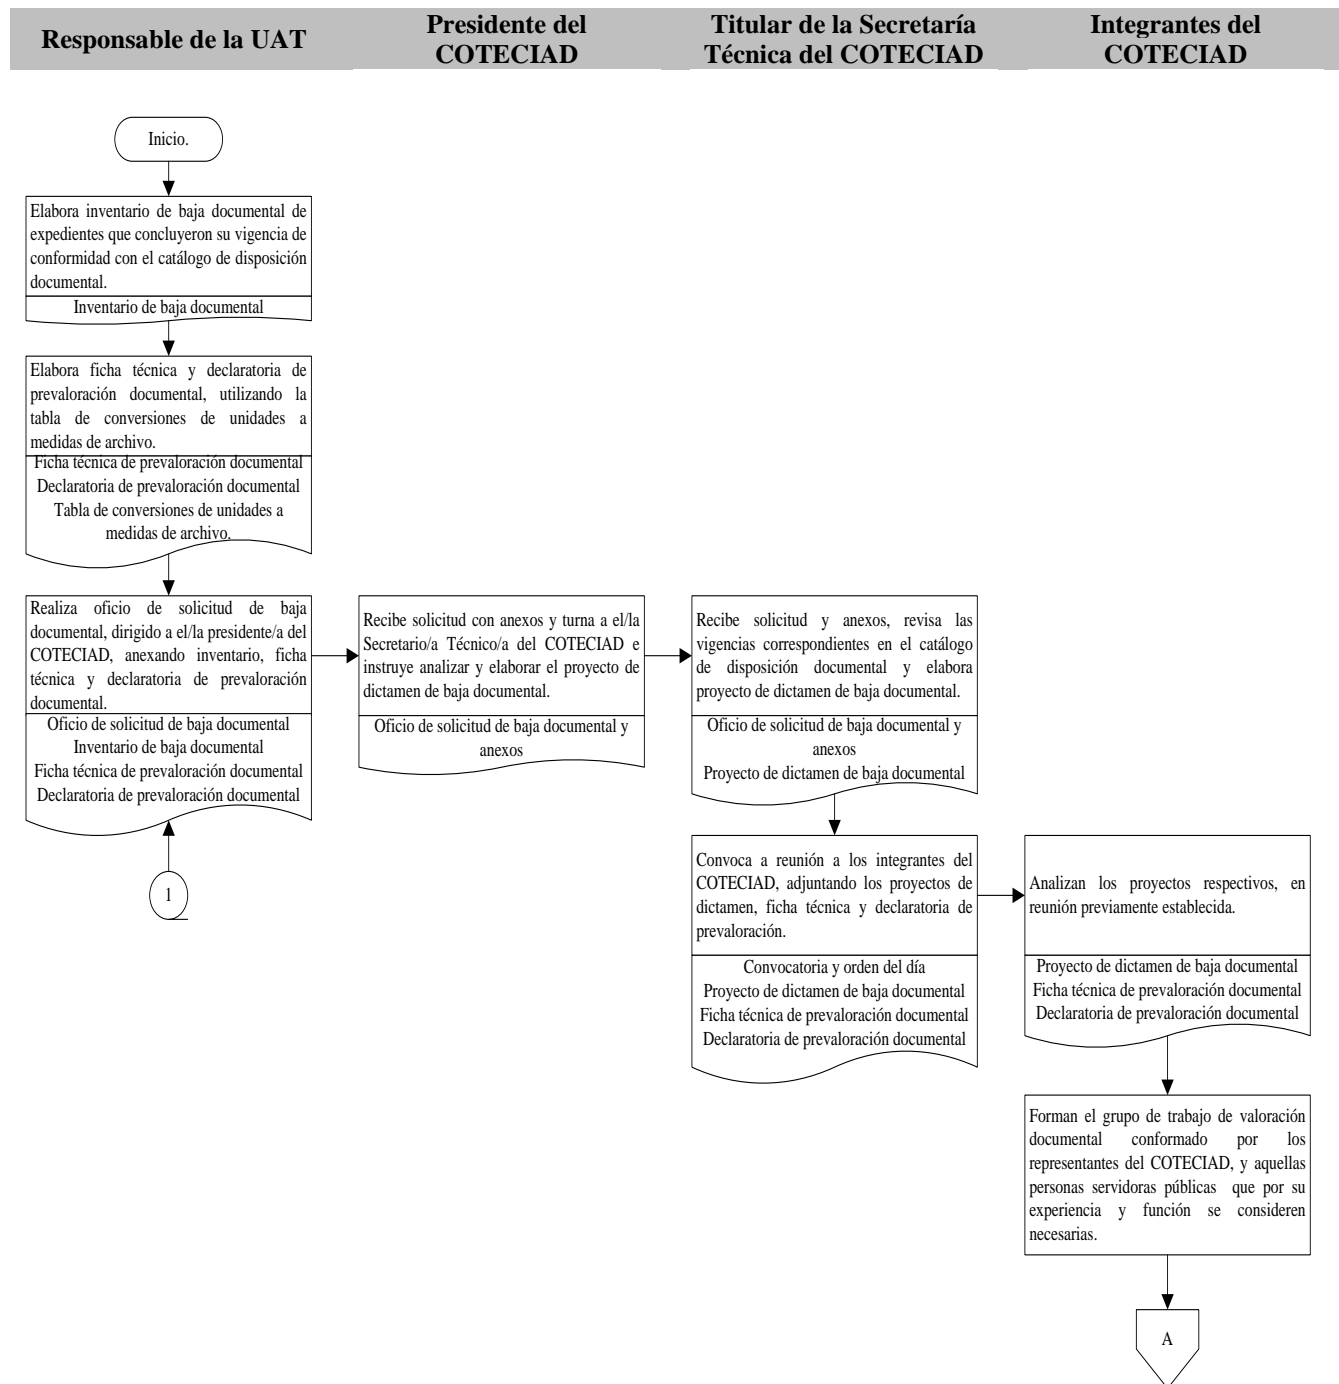 Responsable de la UAT
Presidente del
COTECIAD
Titular de la Secretaría
Técnica del COTECIAD
Integrantes del
COTECIAD
Inicio.
Elabora inventario de baja documental de
expedientes que concluyeron su vigencia de
conformidad con el catálogo de disposición
documental.
Inventario de baja documental
Elabora ficha técnica y declaratoria de
prevaloración documental, utilizando la
tabla de conversiones de unidades a
medidas de archivo.
Ficha técnica de prevaloración documental
Declaratoria de prevaloración documental
Tabla de conversiones de unidades a
medidas de archivo.
Realiza oficio de solicitud de baja
documental, dirigido a el/la presidente/a del
COTECIAD, anexando inventario, ficha
técnica y declaratoria de prevaloración
documental.
Oficio de solicitud de baja documental
Inventario de baja documental
Ficha técnica de prevaloración documental
Declaratoria de prevaloración documental
1
Recibe solicitud con anexos y turna a el/la
Secretario/a Técnico/a del COTECIAD e
instruye analizar y elaborar el proyecto de
dictamen de baja documental.
Oficio de solicitud de baja documental y
anexos
Recibe solicitud y anexos, revisa las
vigencias correspondientes en el catálogo
de disposición documental y elabora
proyecto de dictamen de baja documental.
Oficio de solicitud de baja documental y
anexos
Proyecto de dictamen de baja documental
Convoca a reunión a los integrantes del
COTECIAD, adjuntando los proyectos de
dictamen, ficha técnica y declaratoria de
prevaloración.
Convocatoria y orden del día
Proyecto de dictamen de baja documental
Ficha técnica de prevaloración documental
Declaratoria de prevaloración documental
Analizan los proyectos respectivos, en
reunión previamente establecida.
Proyecto de dictamen de baja documental
Ficha técnica de prevaloración documental
Declaratoria de prevaloración documental
Forman el grupo de trabajo de valoración
documental conformado por los
representantes del COTECIAD, y aquellas
personas servidoras públicas que por su
experiencia y función se consideren
necesarias.
A